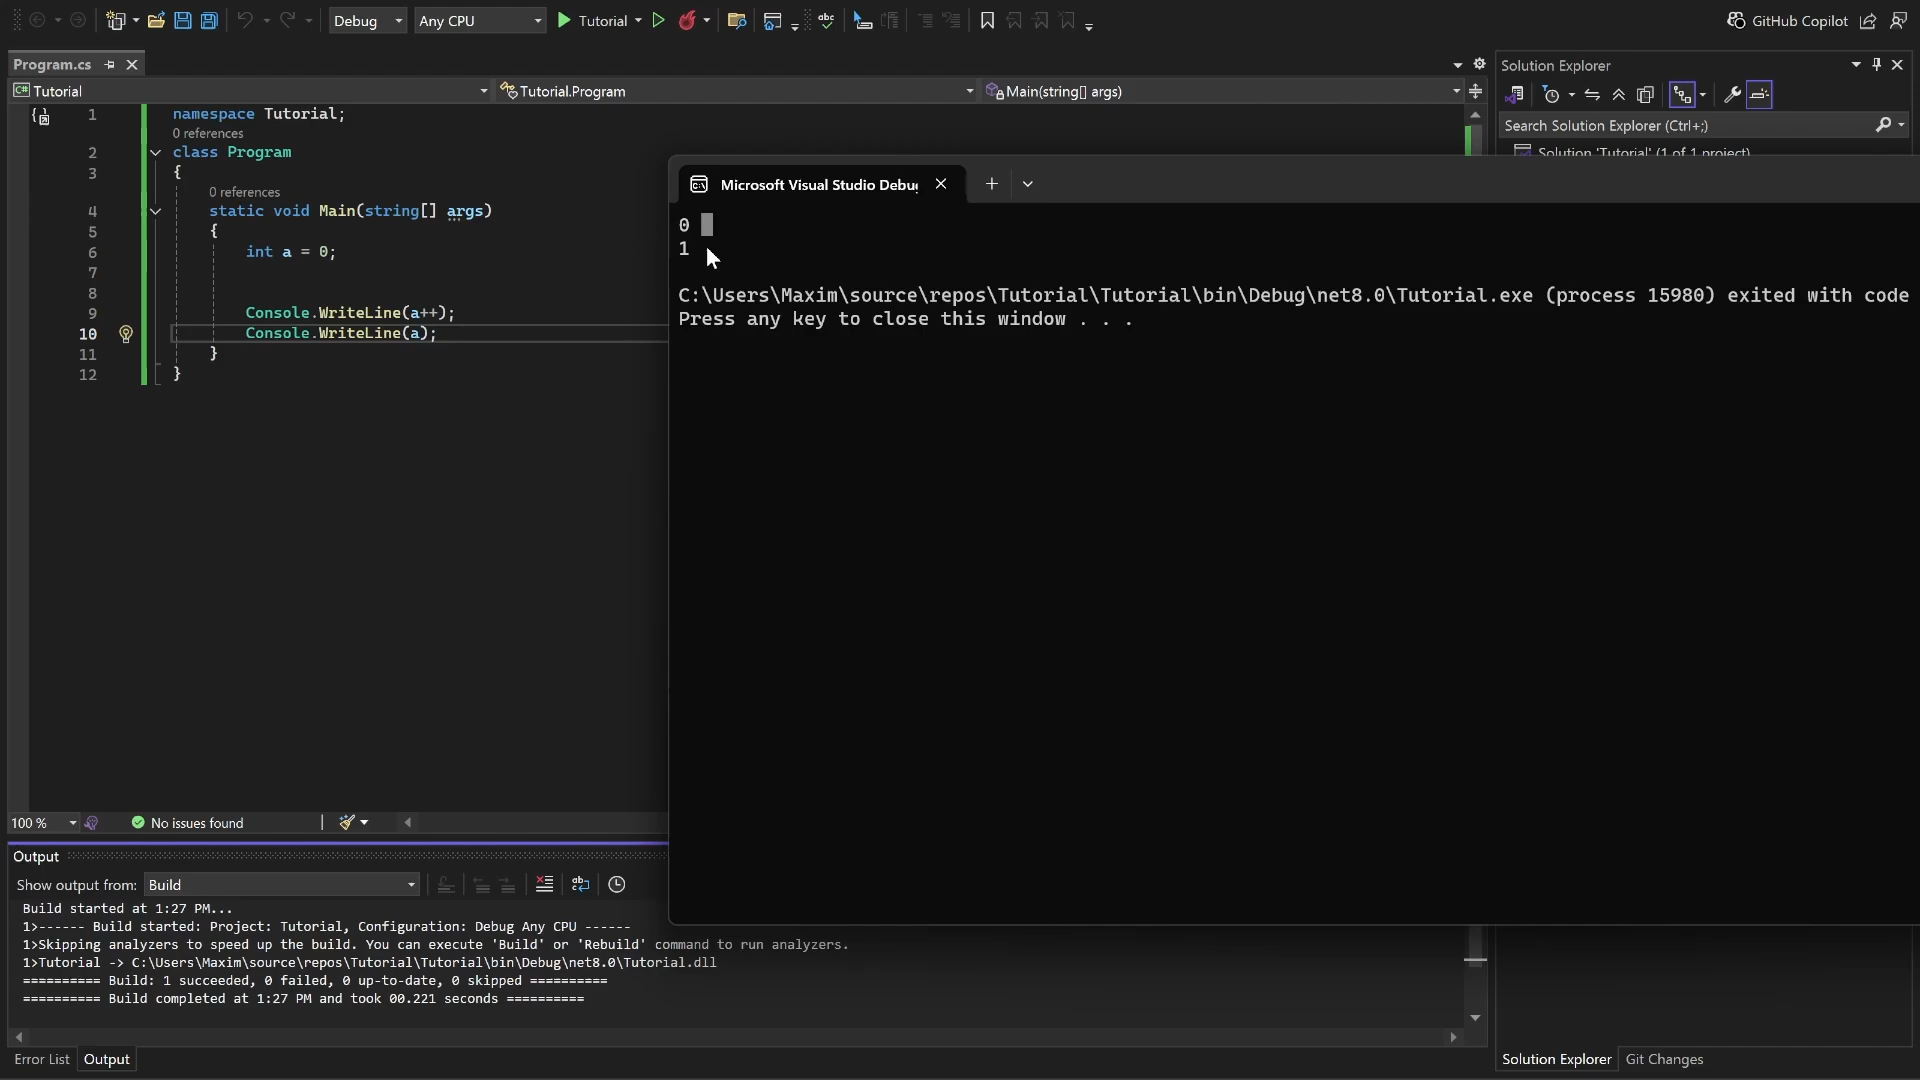 Debug
Any CPU
Tutorial
GitHub Copilot
Program.cs
Tutorial
Tutorial.Program
Main(string[] args)
1 namespace Tutorial;
0 references
2 class Program
3 {
0 references
4 static void Main(string[] args)
5 {
6 int a = 0;
7
8
9 Console.WriteLine(a++);
10 Console.WriteLine(a);
11 }
12 }
Solution Explorer
Search Solution Explorer (Ctrl+;)
Solution 'Tutorial' (1 of 1 project)
Microsoft Visual Studio Debu
0
1
C:\Users\Maxim\source\repos\Tutorial\Tutorial\bin\Debug\net8.0\Tutorial.exe (process 15980) exited with code
Press any key to close this window . . .
100 %
No issues found
Output
Show output from:
Build
Build started at 1:27 PM...
1>------ Build started: Project: Tutorial, Configuration: Debug Any CPU ------
1>Skipping analyzers to speed up the build. You can execute 'Build' or 'Rebuild' command to run analyzers.
1>Tutorial -> C:\Users\Maxim\source\repos\Tutorial\Tutorial\bin\Debug\net8.0\Tutorial.dll
========== Build: 1 succeeded, 0 failed, 0 up-to-date, 0 skipped ==========
========== Build completed at 1:27 PM and took 00.221 seconds ==========
Error List
Output
Solution Explorer
Git Changes